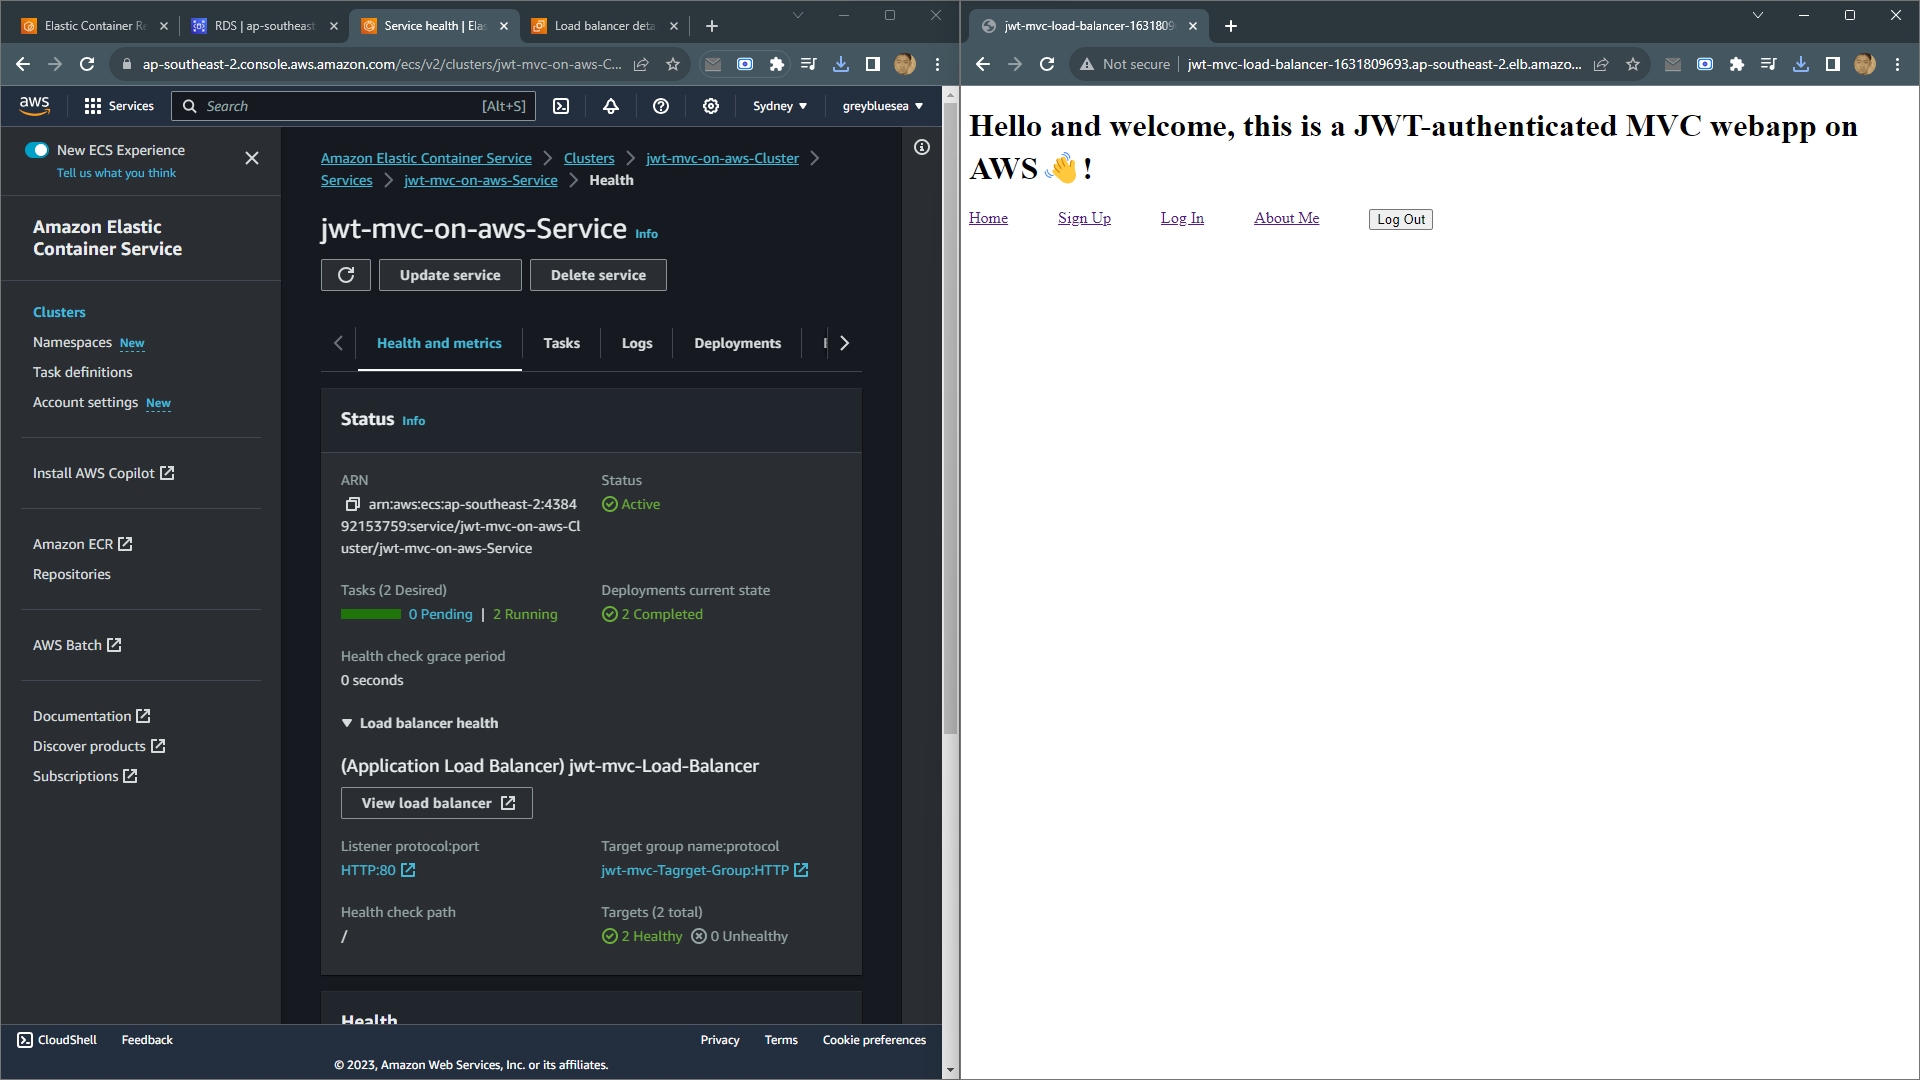 Elastic Container Re
RDS | ap-southeast
Service health | Elas
Load balancer deta
ap-southeast-2.console.aws.amazon.com/ecs/v2/clusters/jwt-mvc-on-aws-C...
aws
Services
Search
[Alt+S]
Sydney
greybluesea
New ECS Experience
Tell us what you think
Amazon Elastic
Container Service
Clusters
Namespaces New
Task definitions
Account settings New
Install AWS Copilot
Amazon ECR
Repositories
AWS Batch
Documentation
Discover products
Subscriptions
Amazon Elastic Container Service
Clusters
jwt-mvc-on-aws-Cluster
Services
jwt-mvc-on-aws-Service
Health
jwt-mvc-on-aws-Service Info
Update service
Delete service
Health and metrics
Tasks
Logs
Deployments
Status Info
ARN
arn:aws:ecs:ap-southeast-2:4384
92153759:service/jwt-mvc-on-aws-Cl
uster/jwt-mvc-on-aws-Service
Status
Active
Tasks (2 Desired)
0 Pending | 2 Running
Deployments current state
2 Completed
Health check grace period
0 seconds
Load balancer health
(Application Load Balancer) jwt-mvc-Load-Balancer
View load balancer
Listener protocol:port
HTTP:80
Target group name:protocol
jwt-mvc-Tagrget-Group:HTTP
Health check path
/
Targets (2 total)
2 Healthy 0 Unhealthy
Health
CloudShell
Feedback
Privacy
Terms
Cookie preferences
© 2023, Amazon Web Services, Inc. or its affiliates.
jwt-mvc-load-balancer-1631809
Not secure
jwt-mvc-load-balancer-1631809693.ap-southeast-2.elb.amazo...
Hello and welcome, this is a JWT-authenticated MVC webapp on
AWS 👋!
Home
Sign Up
Log In
About Me
Log Out